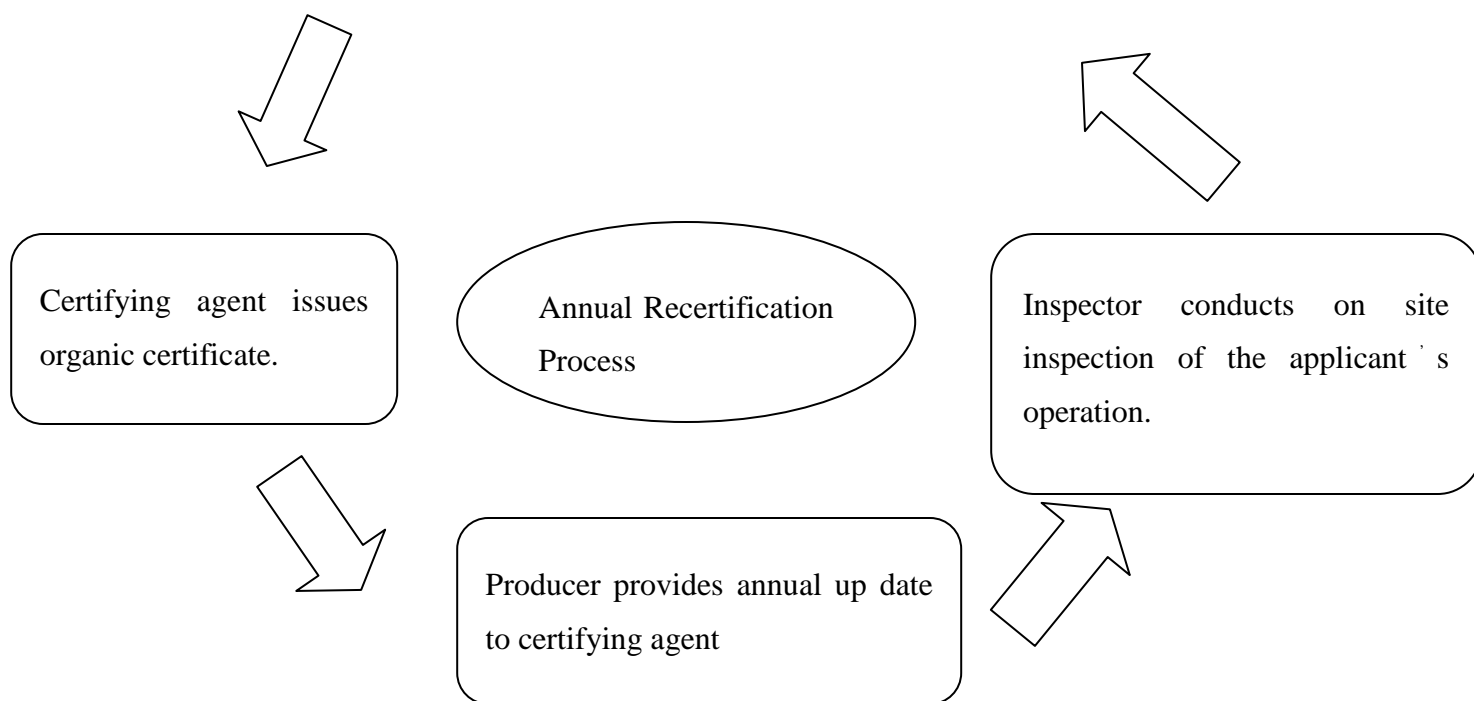 Certifying agent issues
organic certificate.
Annual Recertification
Process
Inspector conducts on site
inspection of the applicant ’ s
operation.
Producer provides annual up date
to certifying agent